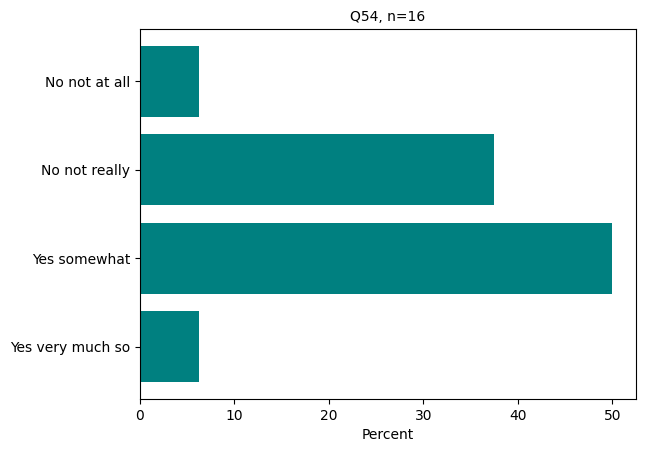 Q54, n=16
No not at all
No not really
Yes somewhat
Yes very much so
0 10 20 30 40 50
Percent